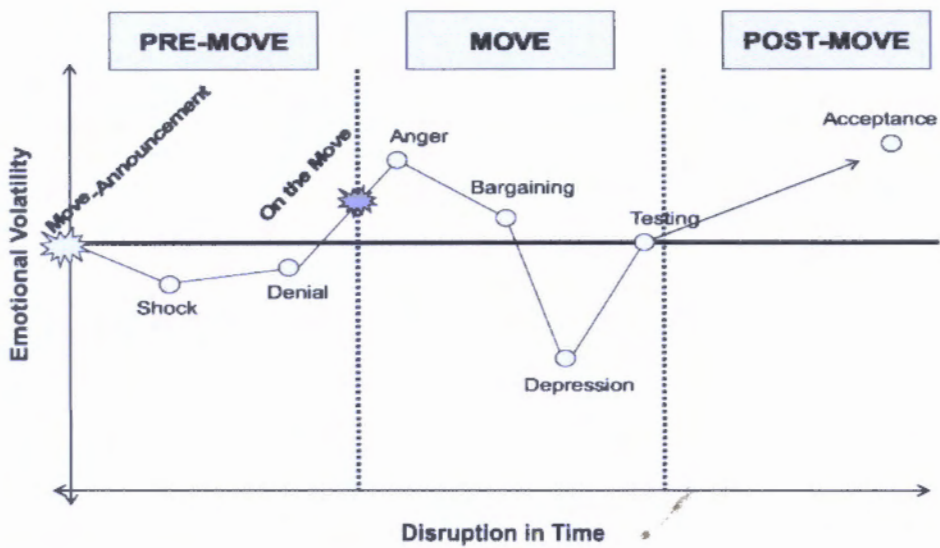 PRE-MOVE
MOVE
POST-MOVE
Emotional Volatility
Move-Announcement
On the Move
Shock
Denial
Anger
Bargaining
Depression
Testing
Acceptance
Disruption in Time